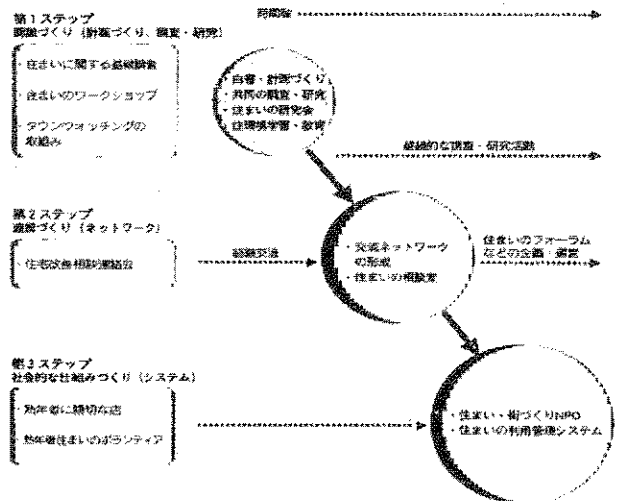 第1ステップ
時間軸
課題づくり（計画づくり、調査・研究）
・住まいに関する基礎調査
・住まいのワークショップ
・タウンウォッチングの
取組み
・白書・計画づくり
・共同の調査・研究
・住まいの研究会
・住環境学習・教育
継続的な調査・研究活動
第2ステップ
連携づくり（ネットワーク）
・住宅改善相談連絡会
経験交流
・交流ネットワーク
の形成
・住まいの相談室
住まいのフォーラム
などの企画・運営
第3ステップ
社会的な仕組みづくり（システム）
・熟年者に親切な店
・熟年者住まいのボランティア
・住まい・街づくりNPO
・住まいの利用管理システム